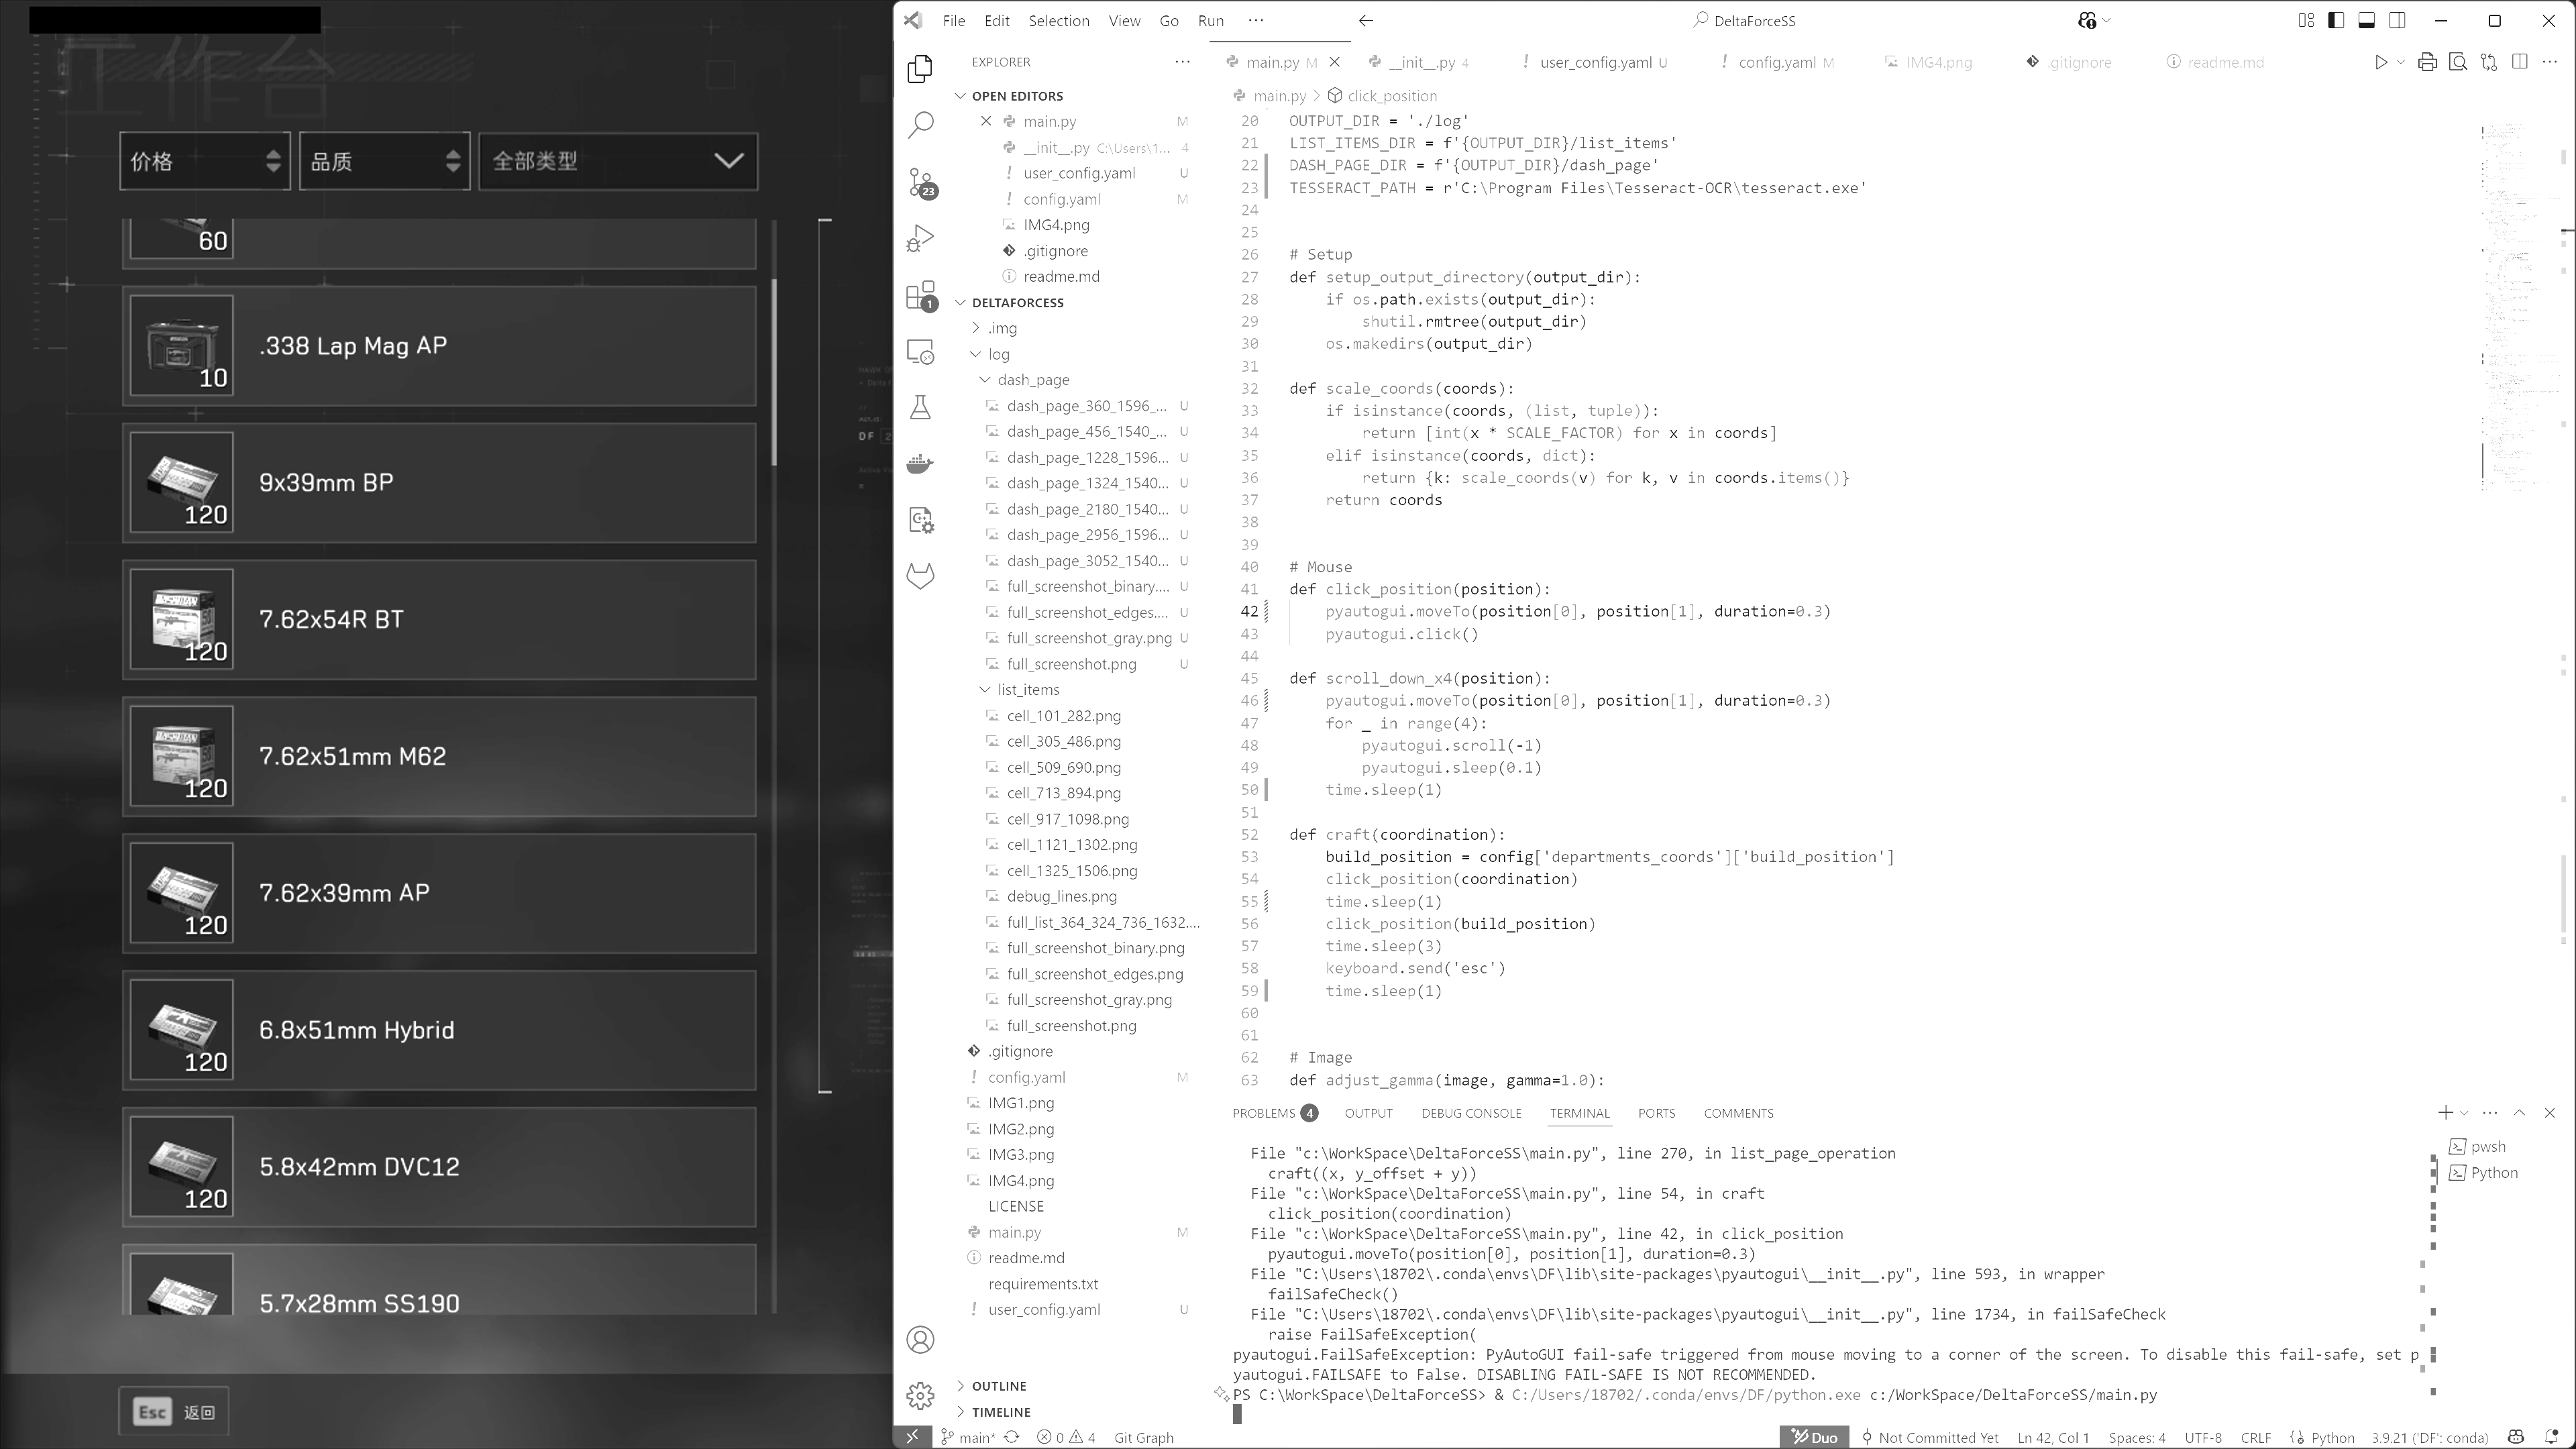 工作台
价格
品质
全部类型
60
.338 Lap Mag AP
10
9x39mm BP
120
7.62x54R BT
120
7.62x51mm M62
120
7.62x39mm AP
120
6.8x51mm Hybrid
120
5.8x42mm DVC12
120
5.7x28mm SS190
Esc 返回
File Edit Selection View Go Run ···
DeltaForceSS
EXPLORER
OPEN EDITORS
main.py M
__init__.py C:\Users\1... 4
user_config.yaml U
config.yaml M
IMG4.png
.gitignore
readme.md
DELTAFORCESS
.img
log
dash_page
dash_page_360_1596_... U
dash_page_456_1540_... U
dash_page_1228_1596... U
dash_page_1324_1540... U
dash_page_2180_1540... U
dash_page_2956_1596... U
dash_page_3052_1540... U
full_screenshot_binary.... U
full_screenshot_edges.... U
full_screenshot_gray.png U
full_screenshot.png U
list_items
cell_101_282.png
cell_305_486.png
cell_509_690.png
cell_713_894.png
cell_917_1098.png
cell_1121_1302.png
cell_1325_1506.png
debug_lines.png
full_list_364_324_736_1632....
full_screenshot_binary.png
full_screenshot_edges.png
full_screenshot_gray.png
full_screenshot.png
.gitignore
config.yaml M
IMG1.png
IMG2.png
IMG3.png
IMG4.png
LICENSE
main.py M
readme.md
requirements.txt
user_config.yaml U
OUTLINE
TIMELINE
23
1
main.py M __init__.py 4 user_config.yaml U config.yaml M IMG4.png .gitignore readme.md
main.py > click_position
20 OUTPUT_DIR = './log'
21 LIST_ITEMS_DIR = f'{OUTPUT_DIR}/list_items'
22 DASH_PAGE_DIR = f'{OUTPUT_DIR}/dash_page'
23 TESSERACT_PATH = r'C:\Program Files\Tesseract-OCR\tesseract.exe'
24
25
26 # Setup
27 def setup_output_directory(output_dir):
28 if os.path.exists(output_dir):
29 shutil.rmtree(output_dir)
30 os.makedirs(output_dir)
31
32 def scale_coords(coords):
33 if isinstance(coords, (list, tuple)):
34 return [int(x * SCALE_FACTOR) for x in coords]
35 elif isinstance(coords, dict):
36 return {k: scale_coords(v) for k, v in coords.items()}
37 return coords
38
39
40 # Mouse
41 def click_position(position):
42 pyautogui.moveTo(position[0], position[1], duration=0.3)
43 pyautogui.click()
44
45 def scroll_down_x4(position):
46 pyautogui.moveTo(position[0], position[1], duration=0.3)
47 for _ in range(4):
48 pyautogui.scroll(-1)
49 pyautogui.sleep(0.1)
50 time.sleep(1)
51
52 def craft(coordination):
53 build_position = config['departments_coords']['build_position']
54 click_position(coordination)
55 time.sleep(1)
56 click_position(build_position)
57 time.sleep(3)
58 keyboard.send('esc')
59 time.sleep(1)
60
61
62 # Image
63 def adjust_gamma(image, gamma=1.0):
PROBLEMS 4 OUTPUT DEBUG CONSOLE TERMINAL PORTS COMMENTS
File "c:\WorkSpace\DeltaForceSS\main.py", line 270, in list_page_operation
craft((x, y_offset + y))
File "c:\WorkSpace\DeltaForceSS\main.py", line 54, in craft
click_position(coordination)
File "c:\WorkSpace\DeltaForceSS\main.py", line 42, in click_position
pyautogui.moveTo(position[0], position[1], duration=0.3)
File "C:\Users\18702\.conda\envs\DF\lib\site-packages\pyautogui\__init__.py", line 593, in wrapper
failSafeCheck()
File "C:\Users\18702\.conda\envs\DF\lib\site-packages\pyautogui\__init__.py", line 1734, in failSafeCheck
raise FailSafeException(
pyautogui.FailSafeException: PyAutoGUI fail-safe triggered from mouse moving to a corner of the screen. To disable this fail-safe, set p
yautogui.FAILSAFE to False. DISABLING FAIL-SAFE IS NOT RECOMMENDED.
PS C:\WorkSpace\DeltaForceSS> & C:/Users/18702/.conda/envs/DF/python.exe c:/WorkSpace/DeltaForceSS/main.py
pwsh
Python
main* 0 4 Git Graph Duo Not Committed Yet Ln 42, Col 1 Spaces: 4 UTF-8 CRLF Python 3.9.21 ('DF': conda)